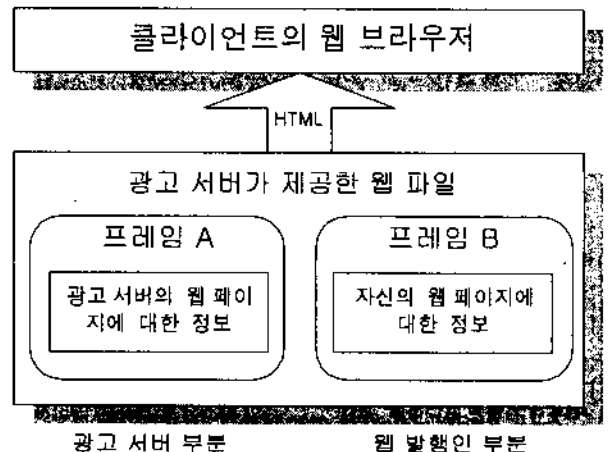 클라이언트의 웹 브라우저
HTML
광고 서버가 제공한 웹 파일
프레임 A
광고 서버와 웹 페이
지에 대한 정보
프레임 B
자신의 웹 페이지에
대한 정보
광고 서버 부분
웹 발행인 부분